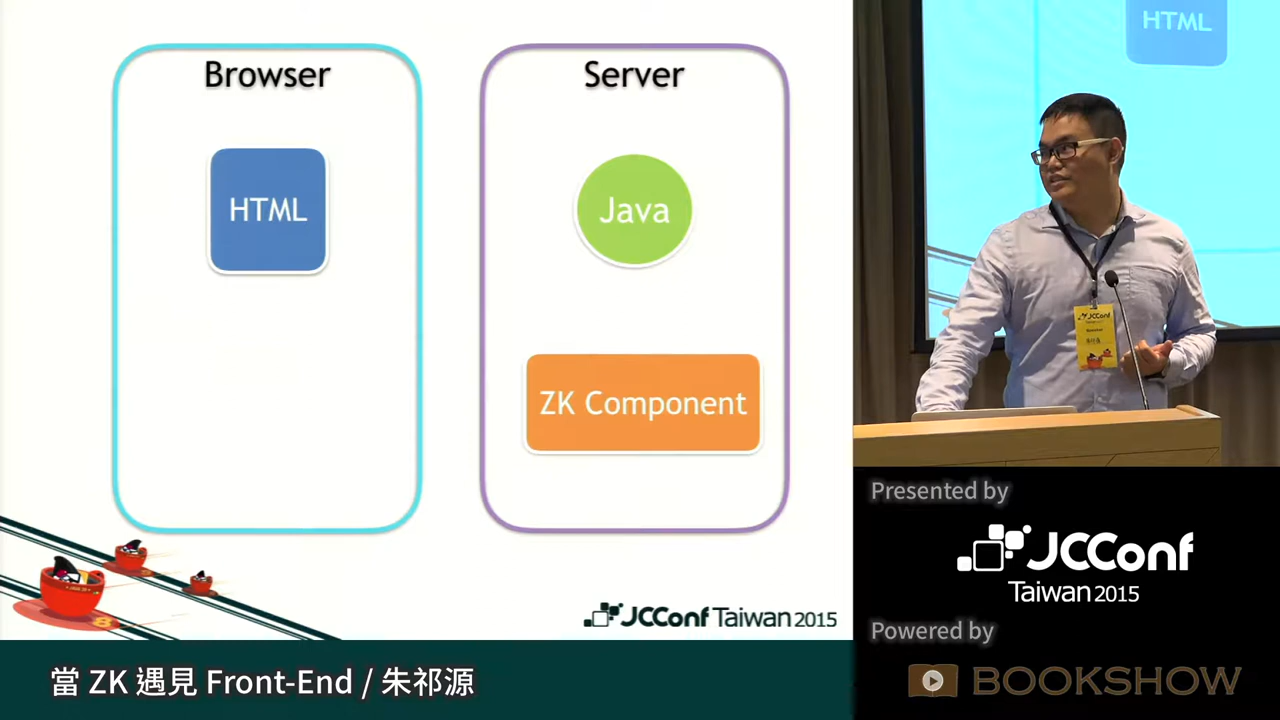 Browser
Server
HTML
Java
ZK Component
JCConf Taiwan 2015
當 ZK 遇見 Front-End / 朱祁源
HTML
JCConf
Presented by
JCConf
Taiwan 2015
Powered by
BOOKSHOW